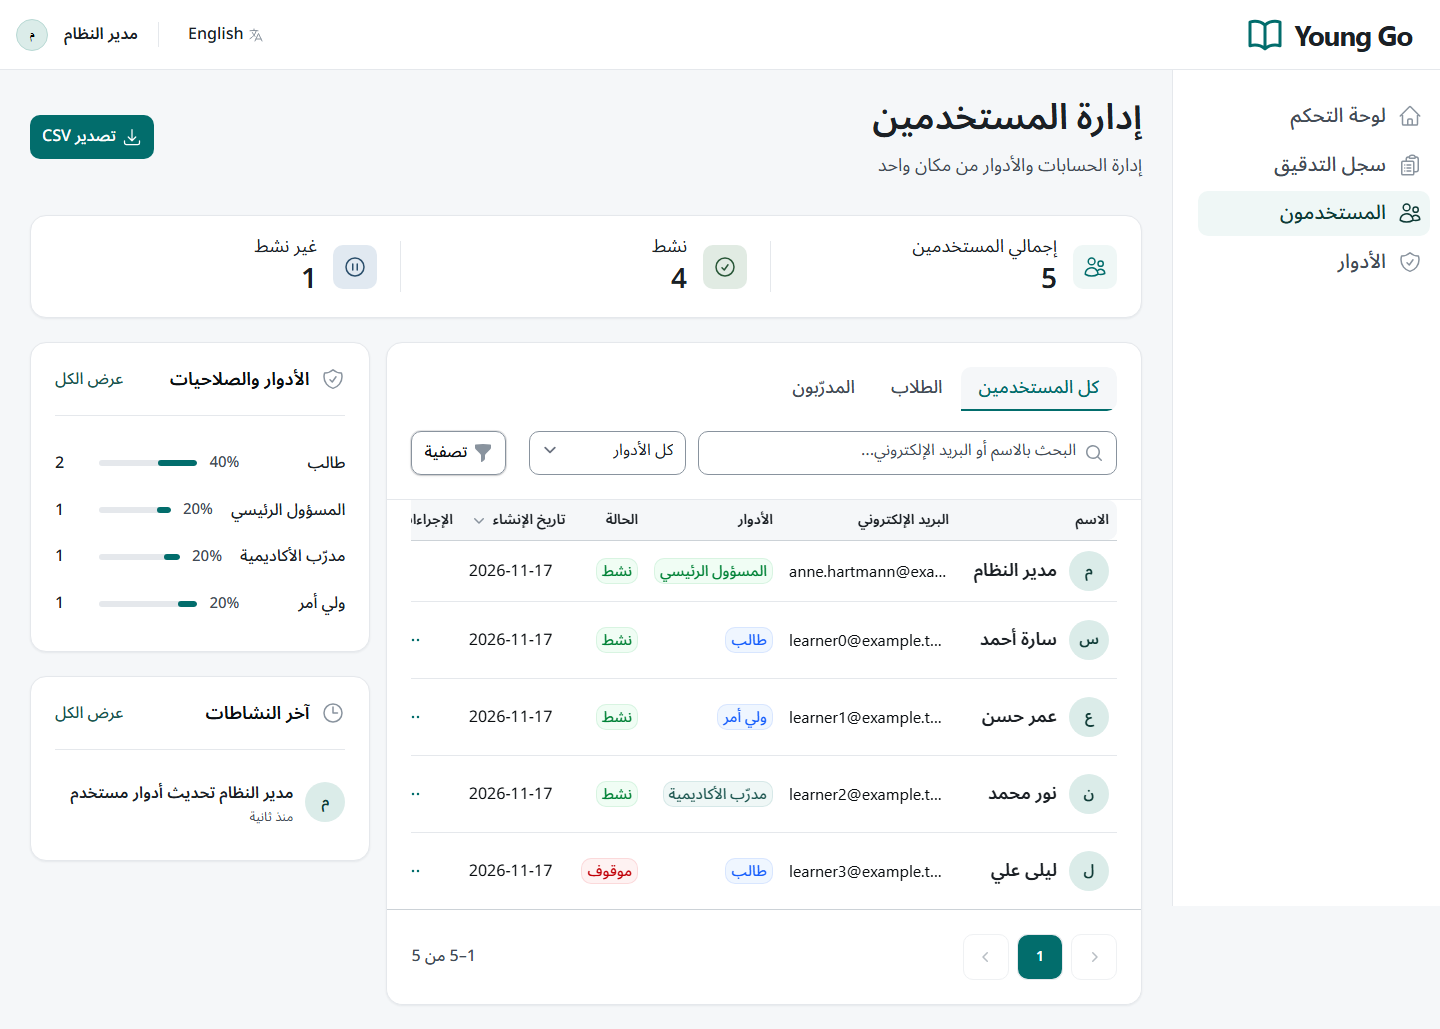 Young Go
English
مدير النظام
م
لوحة التحكم
سجل التدقيق
المستخدمون
الأدوار
إدارة المستخدمين
إدارة الحسابات والأدوار من مكان واحد
تصدير CSV
إجمالي المستخدمين
5
نشط
4
غير نشط
1
كل المستخدمين
الطلاب
المدرّبون
البحث بالاسم أو البريد الإلكتروني...
كل الأدوار
تصفية
الاسم البريد الإلكتروني الأدوار الحالة تاريخ الإنشاء
م مدير النظام anne.hartmann@exa... المسؤول الرئيسي نشط 2026-11-17
س سارة أحمد learner0@example.t... طالب نشط 2026-11-17
ع عمر حسن learner1@example.t... ولي أمر نشط 2026-11-17
ن نور محمد learner2@example.t... مدرّب الأكاديمية نشط 2026-11-17
ل ليلى علي learner3@example.t... طالب موقوف 2026-11-17
1
1–5 من 5
الأدوار والصلاحيات
عرض الكل
طالب 40% 2
المسؤول الرئيسي 20% 1
مدرّب الأكاديمية 20% 1
ولي أمر 20% 1
آخر النشاطات
عرض الكل
م
مدير النظام تحديث أدوار مستخدم
منذ ثانية